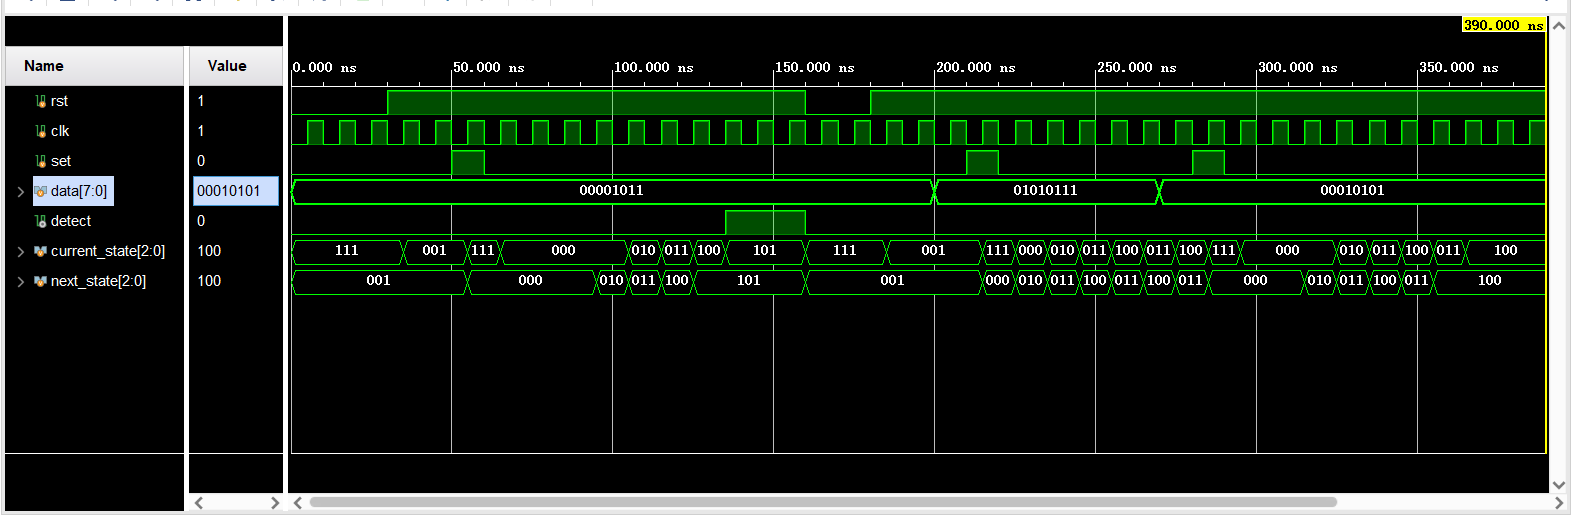 390.000 ns
Name Value 0.000 ns 50.000 ns 100.000 ns 150.000 ns 200.000 ns 250.000 ns 300.000 ns 350.000 ns
rst 1
clk 1
set 0
data[7:0] 00010101 00001011 01010111 00010101
detect 0
current_state[2:0] 100 111 001 111 000 010 011 100 101 111 001 111 000 010 011 100 011 100 111 000 010 011 100 011 100
next_state[2:0] 100 001 000 010 011 100 101 001 000 010 011 100 011 100 011 000 010 011 100 011 100